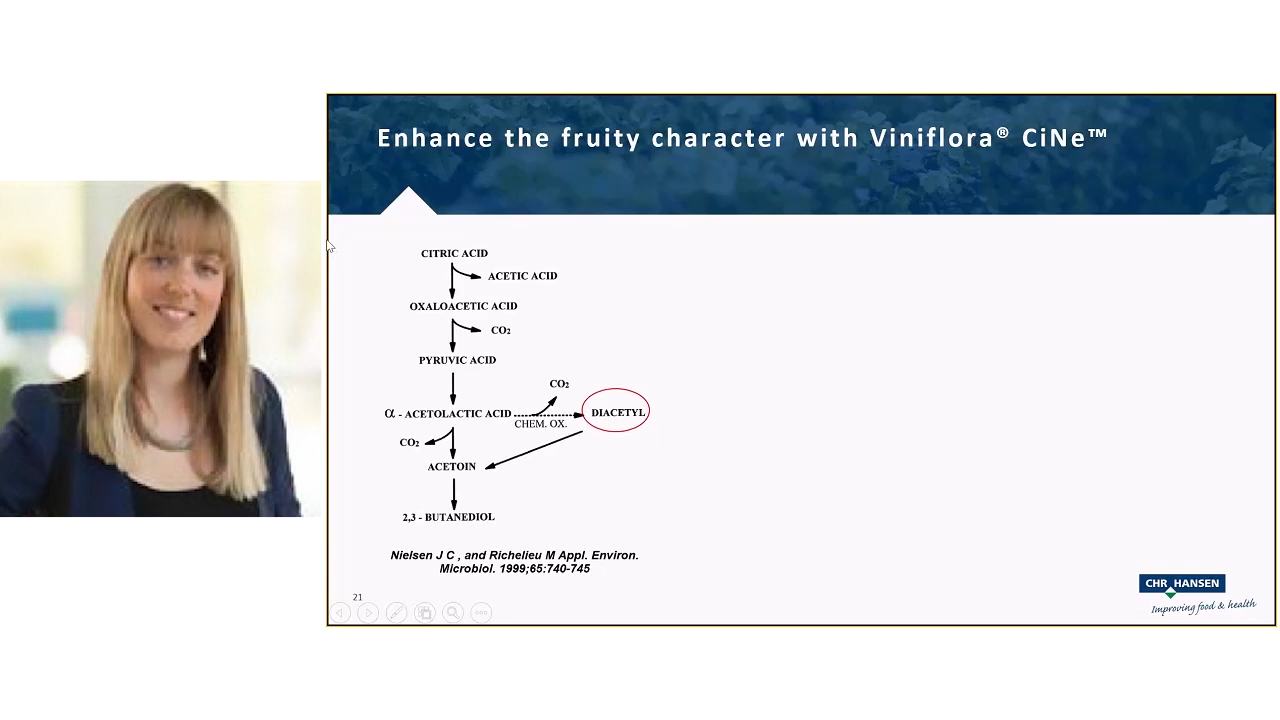 Enhance the fruity character with Viniflora® CiNe™
CITRIC ACID
ACETIC ACID
OXALOACETIC ACID
CO₂
PYRUVIC ACID
CO₂
α - ACETOLACTIC ACID
DIACETYL
CHEM. OX.
CO₂
ACETOIN
2,3 - BUTANEDIOL
Nielsen J C , and Richelieu M Appl. Environ.
Microbiol. 1999;65:740-745
21
CHR HANSEN
Improving food & health